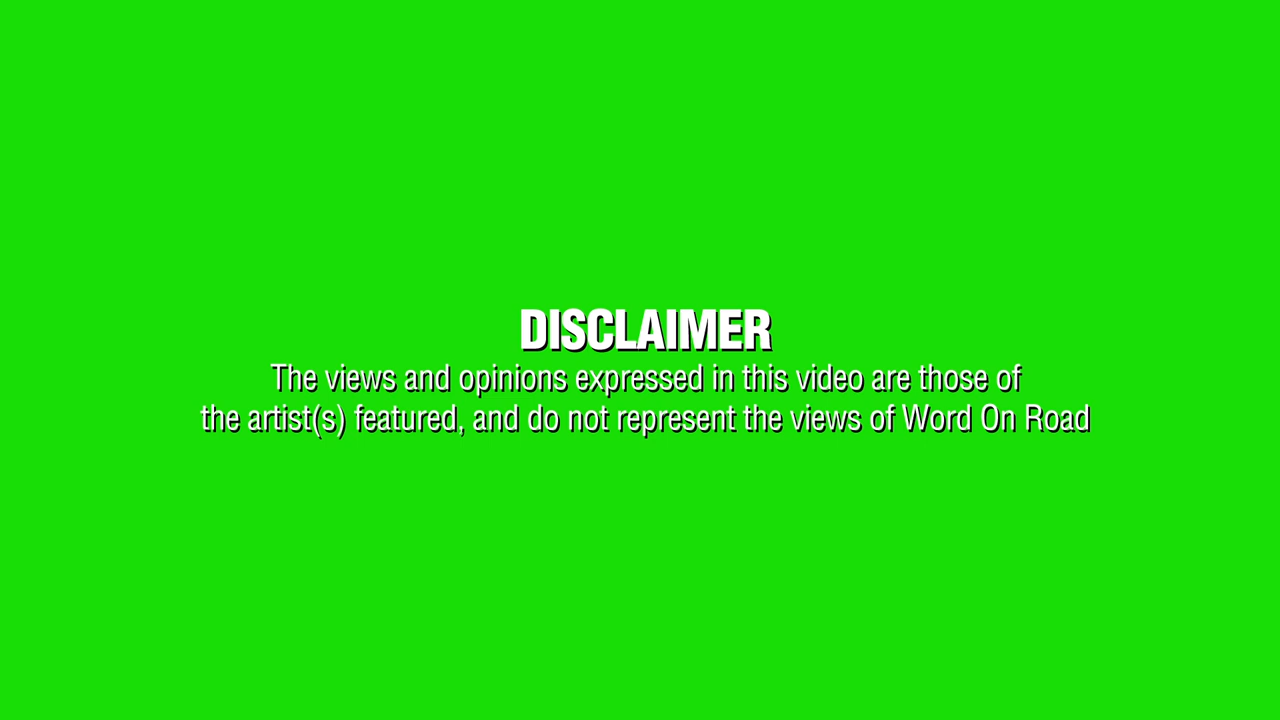 DISCLAIMER
The views and opinions expressed in this video are those of
the artist(s) featured, and do not represent the views of Word On Road